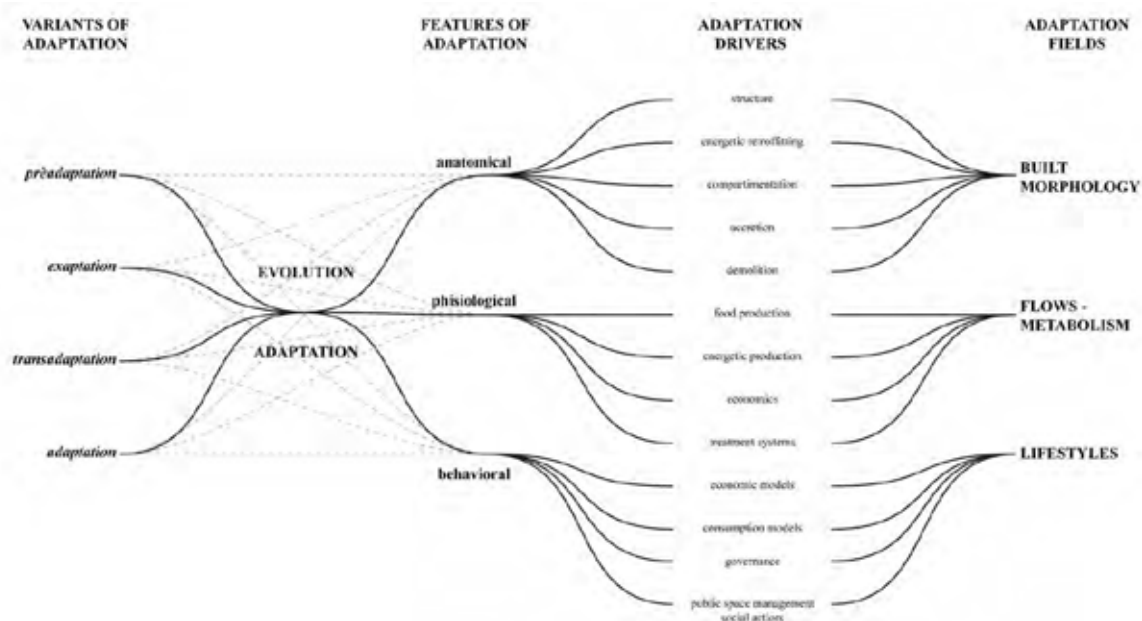 VARIANTS OF
ADAPTATION
FEATURES OF
ADAPTATION
ADAPTATION
DRIVERS
ADAPTATION
FIELDS
prèadaptation
exaptation
transadaptation
adaptation
EVOLUTION
ADAPTATION
anatomical
phisiological
behavioral
structure
energetic retroffitting
compartimentation
accretion
demolition
food production
energetic production
economics
treatment systems
economic models
consumption models
governance
public space management
social actions
BUILT
MORPHOLOGY
FLOWS -
METABOLISM
LIFESTYLES